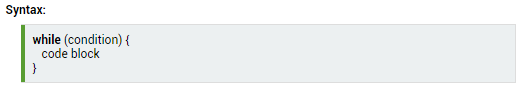 Syntax:
while (condition) {
code block
}